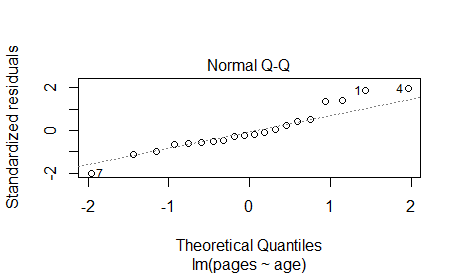 Normal Q-Q
Standardized residuals
2
0
-2
1
4
7
-2
-1
0
1
2
Theoretical Quantiles
lm(pages ~ age)